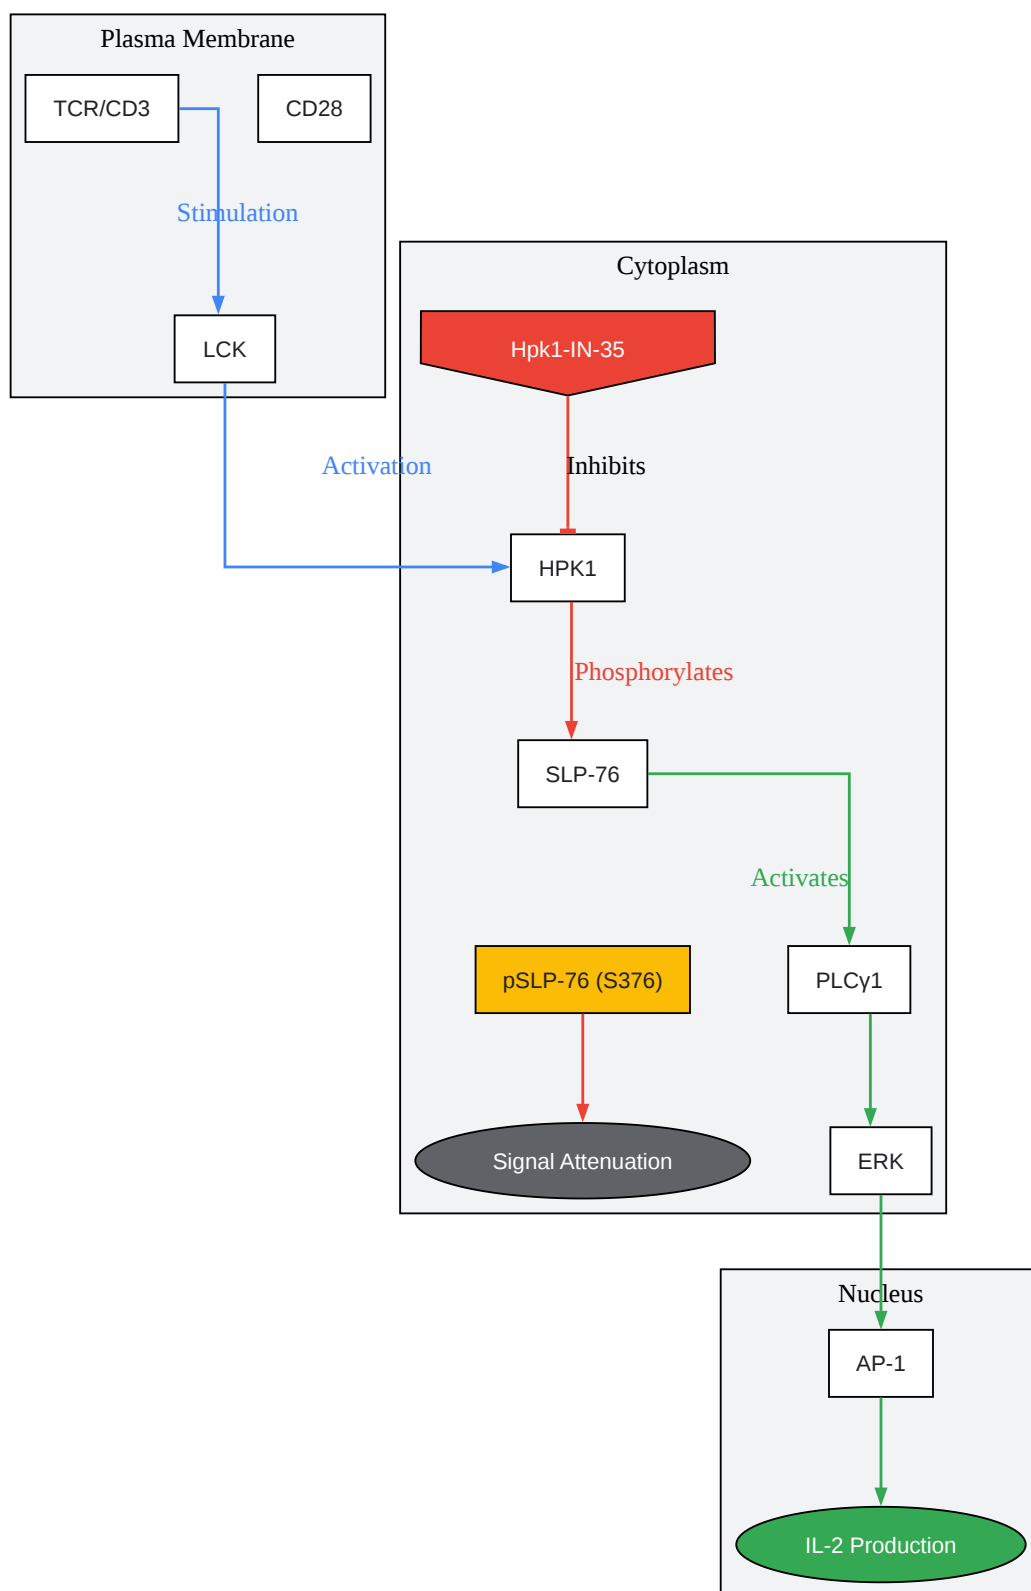 Plasma Membrane
TCR/CD3
CD28
Stimulation
LCK
Cytoplasm
Hpk1-IN-35
Activation
Inhibits
HPK1
Phosphorylates
SLP-76
Activates
pSLP-76 (S376)
PLCγ1
Signal Attenuation
ERK
Nucleus
AP-1
IL-2 Production